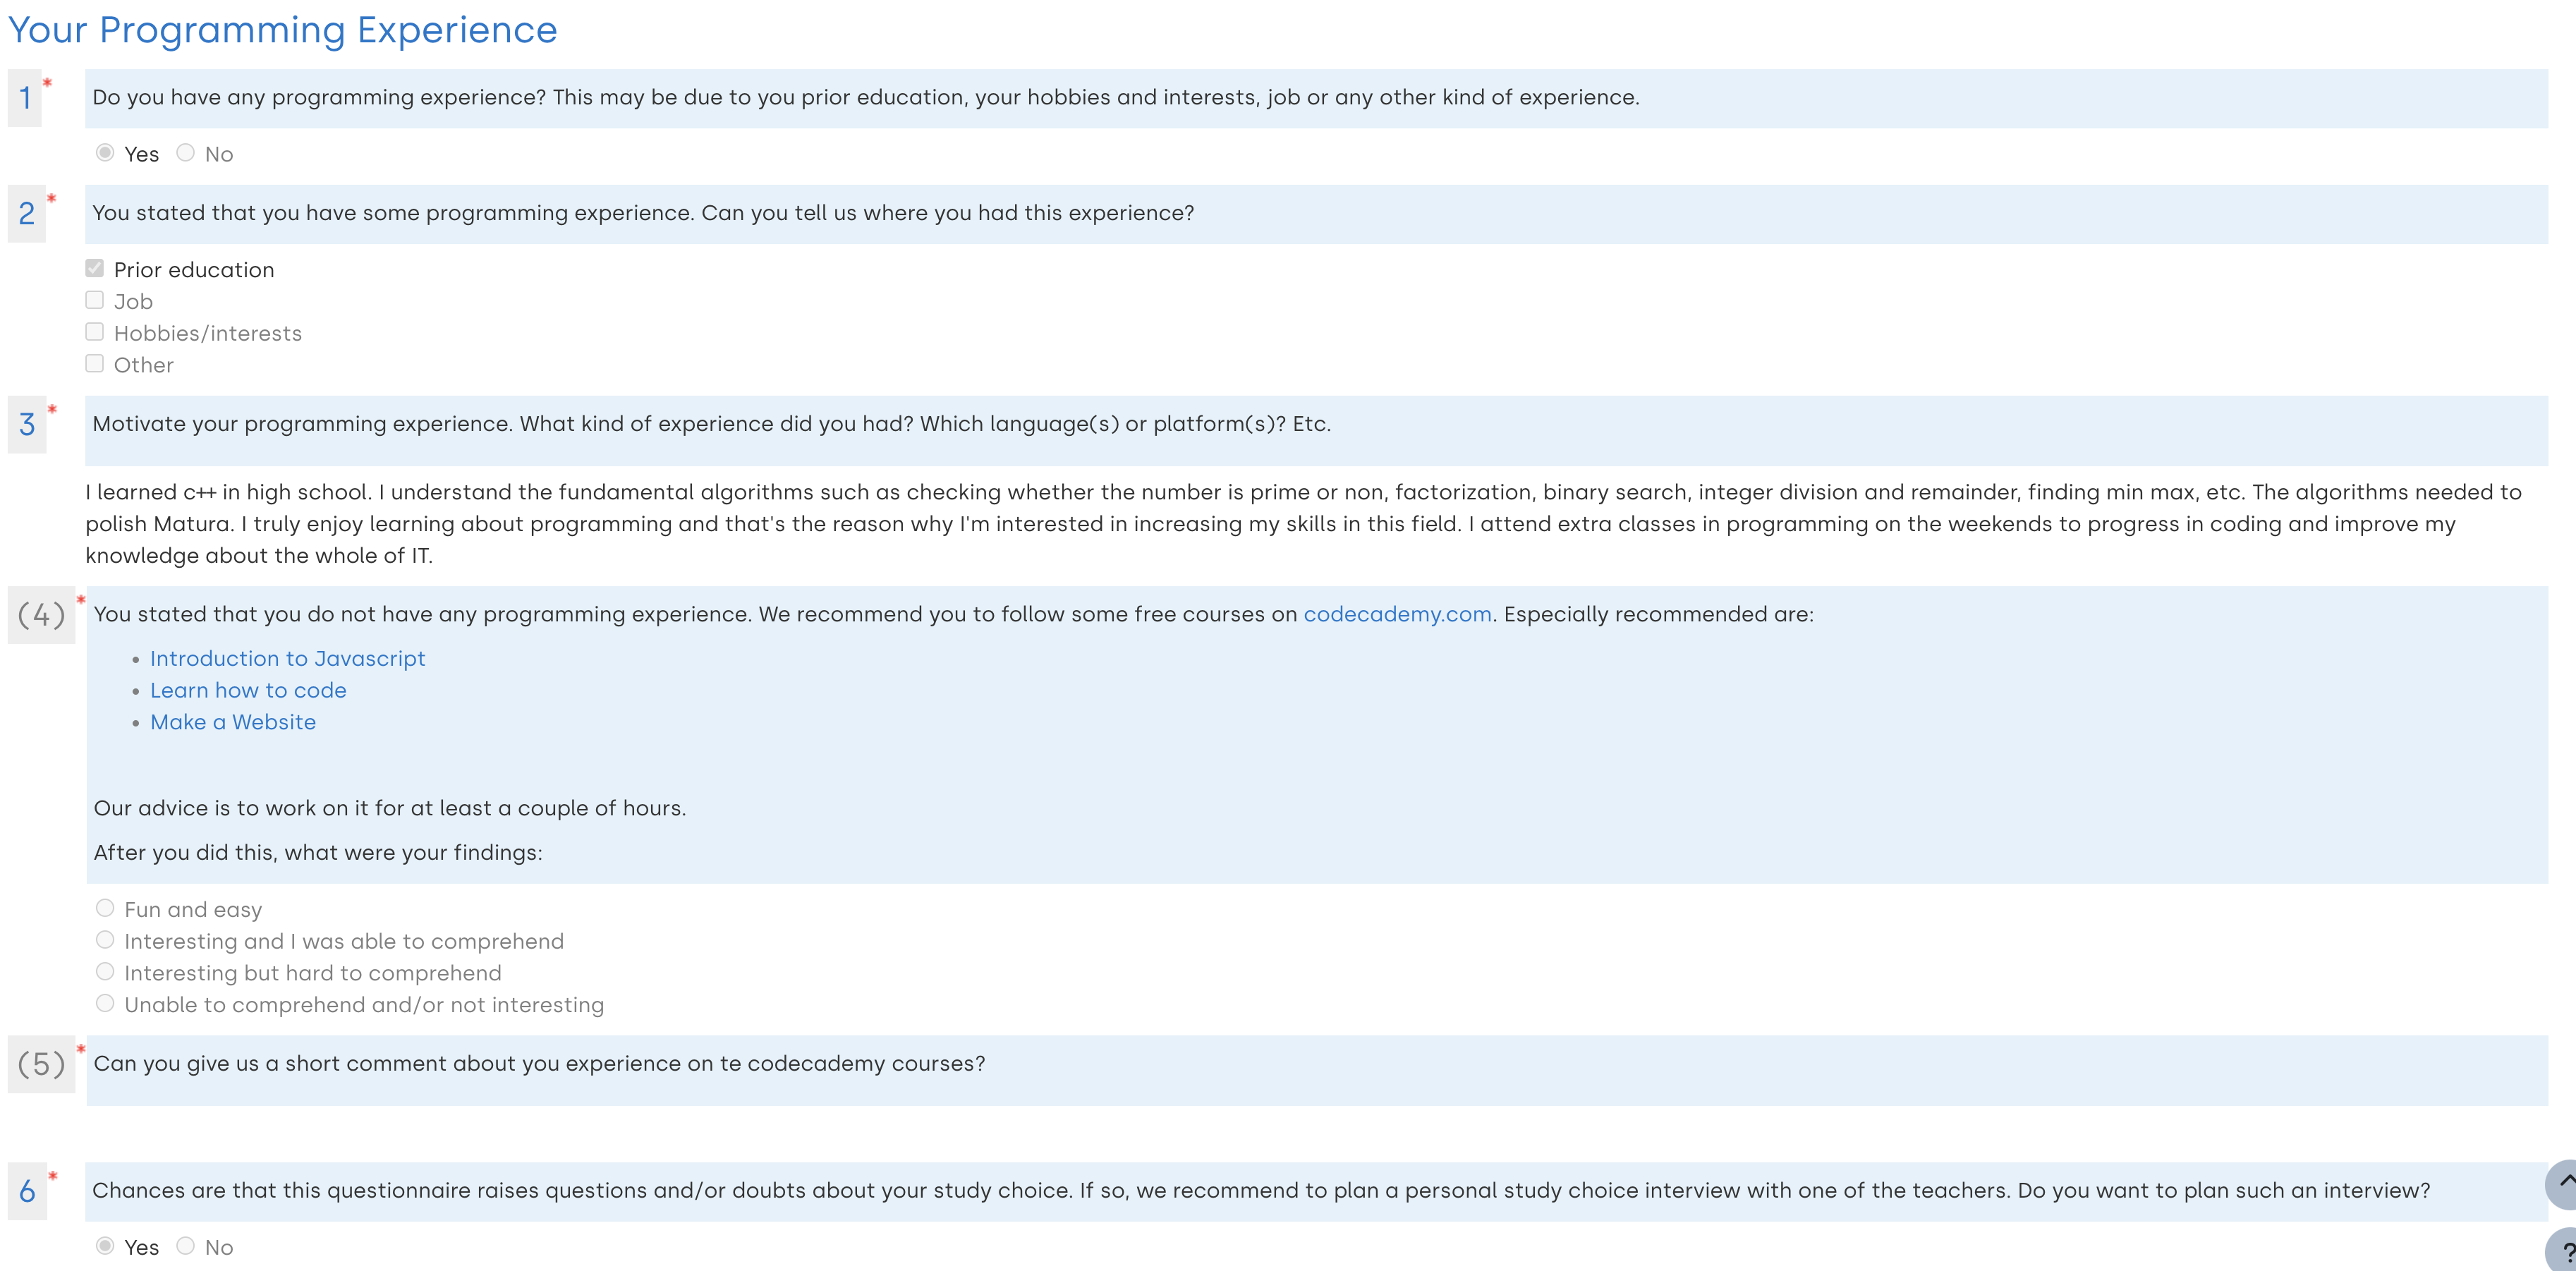 Your Programming Experience
1 *
Do you have any programming experience? This may be due to you prior education, your hobbies and interests, job or any other kind of experience.
Yes No
2 *
You stated that you have some programming experience. Can you tell us where you had this experience?
Prior education
Job
Hobbies/interests
Other
3 *
Motivate your programming experience. What kind of experience did you had? Which language(s) or platform(s)? Etc.
I learned c++ in high school. I understand the fundamental algorithms such as checking whether the number is prime or non, factorization, binary search, integer division and remainder, finding min max, etc. The algorithms needed to
polish Matura. I truly enjoy learning about programming and that's the reason why I'm interested in increasing my skills in this field. I attend extra classes in programming on the weekends to progress in coding and improve my
knowledge about the whole of IT.
(4) *
You stated that you do not have any programming experience. We recommend you to follow some free courses on codecademy.com. Especially recommended are:
• Introduction to Javascript
• Learn how to code
• Make a Website
Our advice is to work on it for at least a couple of hours.
After you did this, what were your findings:
Fun and easy
Interesting and I was able to comprehend
Interesting but hard to comprehend
Unable to comprehend and/or not interesting
(5) *
Can you give us a short comment about you experience on te codecademy courses?
6 *
Chances are that this questionnaire raises questions and/or doubts about your study choice. If so, we recommend to plan a personal study choice interview with one of the teachers. Do you want to plan such an interview?
Yes No
?